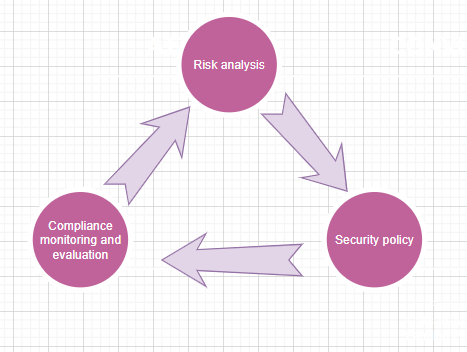 Risk analysis
Compliance
monitoring and
evaluation
Security policy